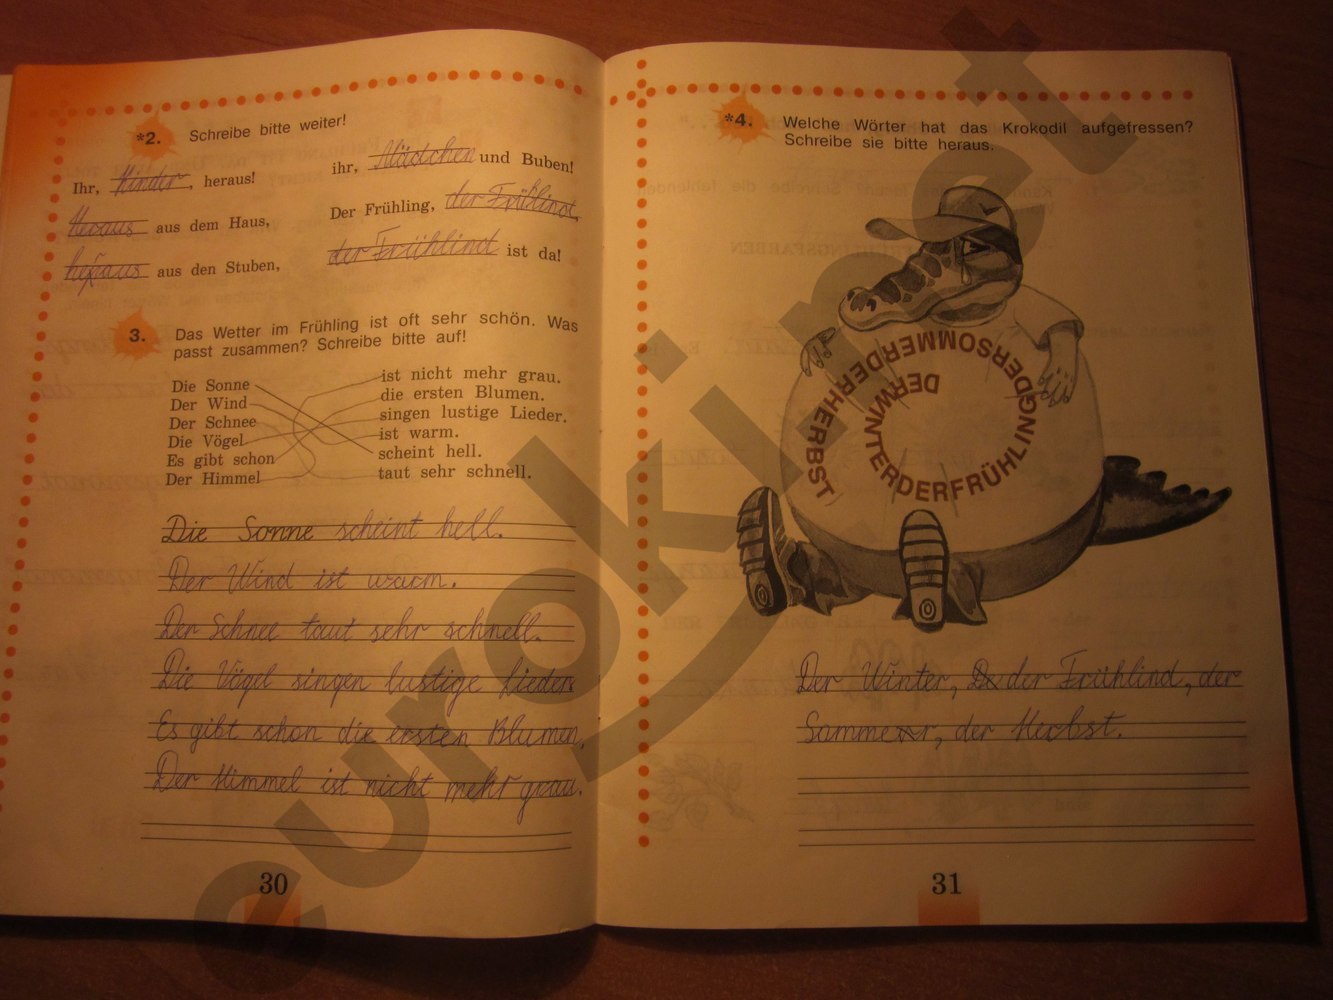 *2. Schreibe bitte weiter!
Ihr, Kinder, heraus!
Heraus aus dem Haus,
heraus aus den Stuben,
ihr, Mädchen und Buben!
Der Frühling, der Frühlind,
der Frühlind ist da!
3. Das Wetter im Frühling ist oft sehr schön. Was
passt zusammen? Schreibe bitte auf!
Die Sonne
Der Wind
Der Schnee
Die Vögel
Es gibt schon
Der Himmel
ist nicht mehr grau.
die ersten Blumen.
singen lustige Lieder.
ist warm.
scheint hell.
taut sehr schnell.
Die Sonne scheint hell.
Der Wind ist warm.
Der Schnee taut sehr schnell.
Die Vögel singen lustige Lieder.
Es gibt schon die ersten Blumen.
Der Himmel ist nicht mehr grau.
30
*4. Welche Wörter hat das Krokodil aufgefressen?
Schreibe sie bitte heraus.
DERWINTERDERFRÜHLINGDERSOMMERDERHERBST
Der Winter, der Frühlind, der
Sommer, der Herbst.
31
eurokinet